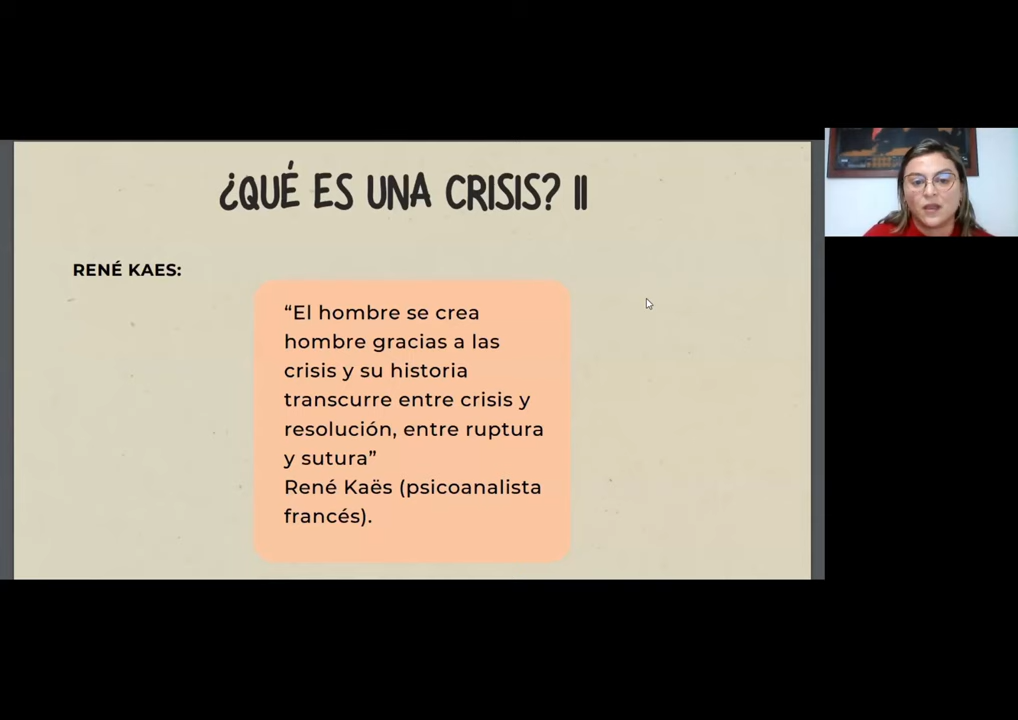 ¿QUÉ ES UNA CRISIS? II
RENÉ KAES:
“El hombre se crea
hombre gracias a las
crisis y su historia
transcurre entre crisis y
resolución, entre ruptura
y sutura”
René Kaës (psicoanalista
francés).